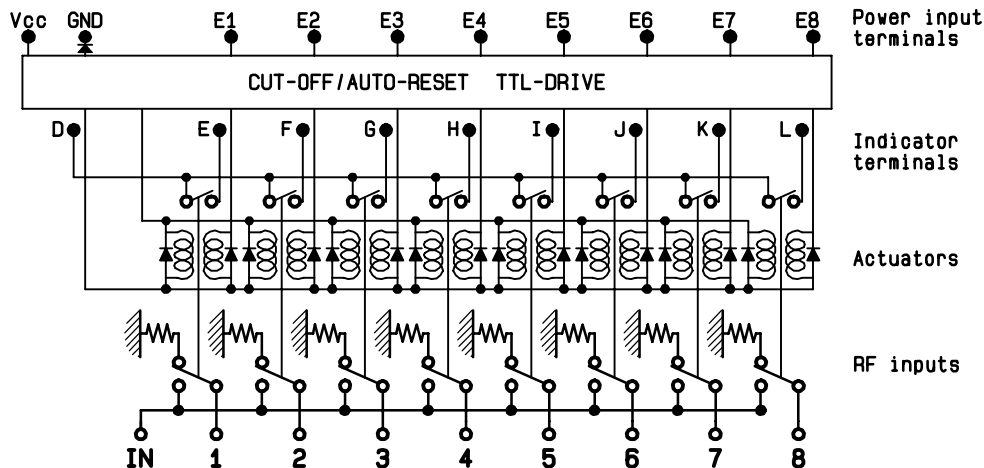 Vcc GND E1 E2 E3 E4 E5 E6 E7 E8 Power input
terminals
CUT-OFF/AUTO-RESET TTL-DRIVE
D E F G H I J K L Indicator
terminals
Actuators
RF inputs
IN 1 2 3 4 5 6 7 8